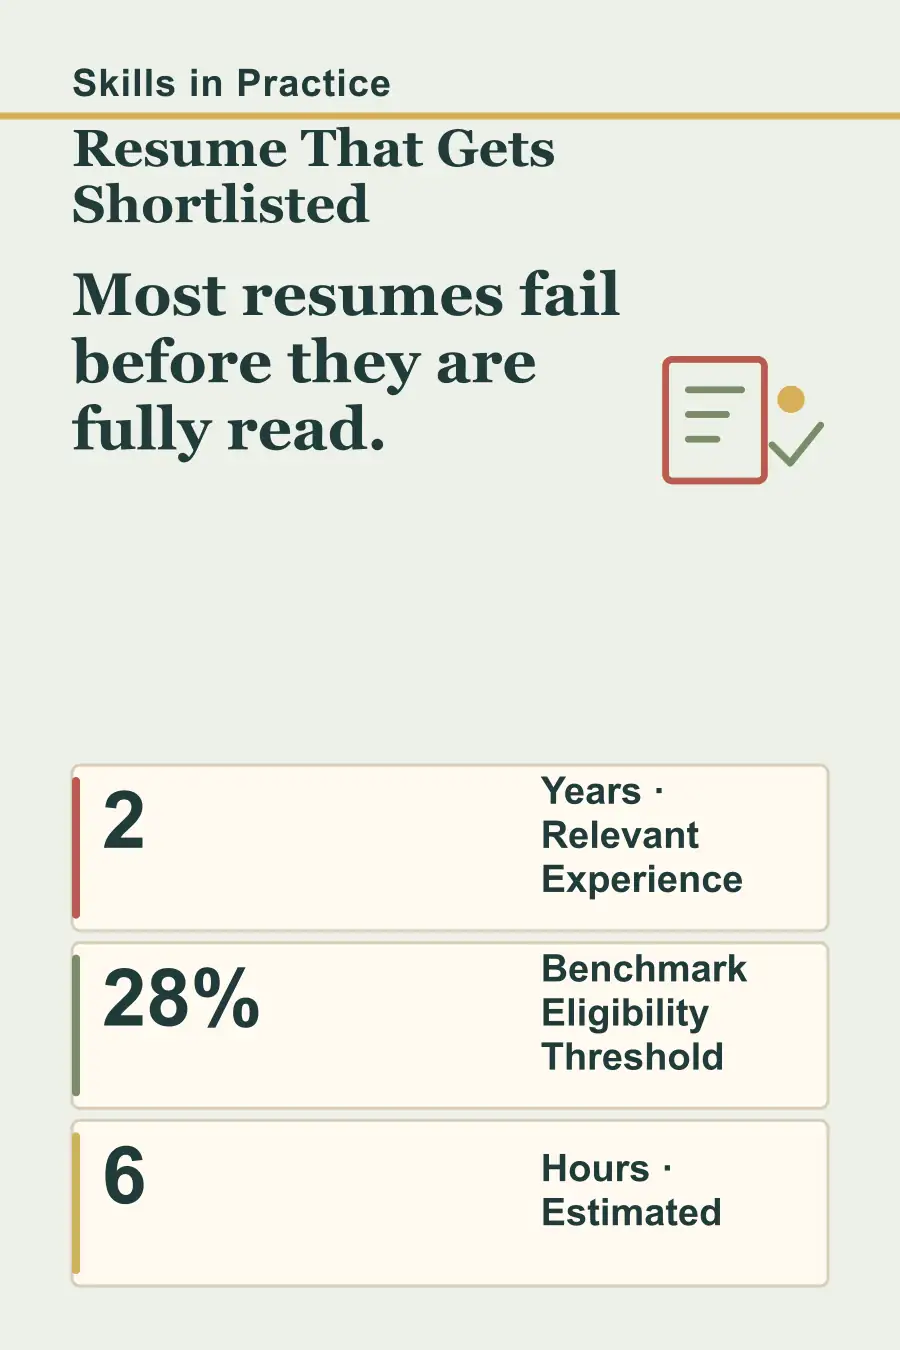 Skills in Practice
Resume That Gets
Shortlisted
Most resumes fail
before they are
fully read.
2
Years ·
Relevant
Experience
28%
Benchmark
Eligibility
Threshold
6
Hours ·
Estimated